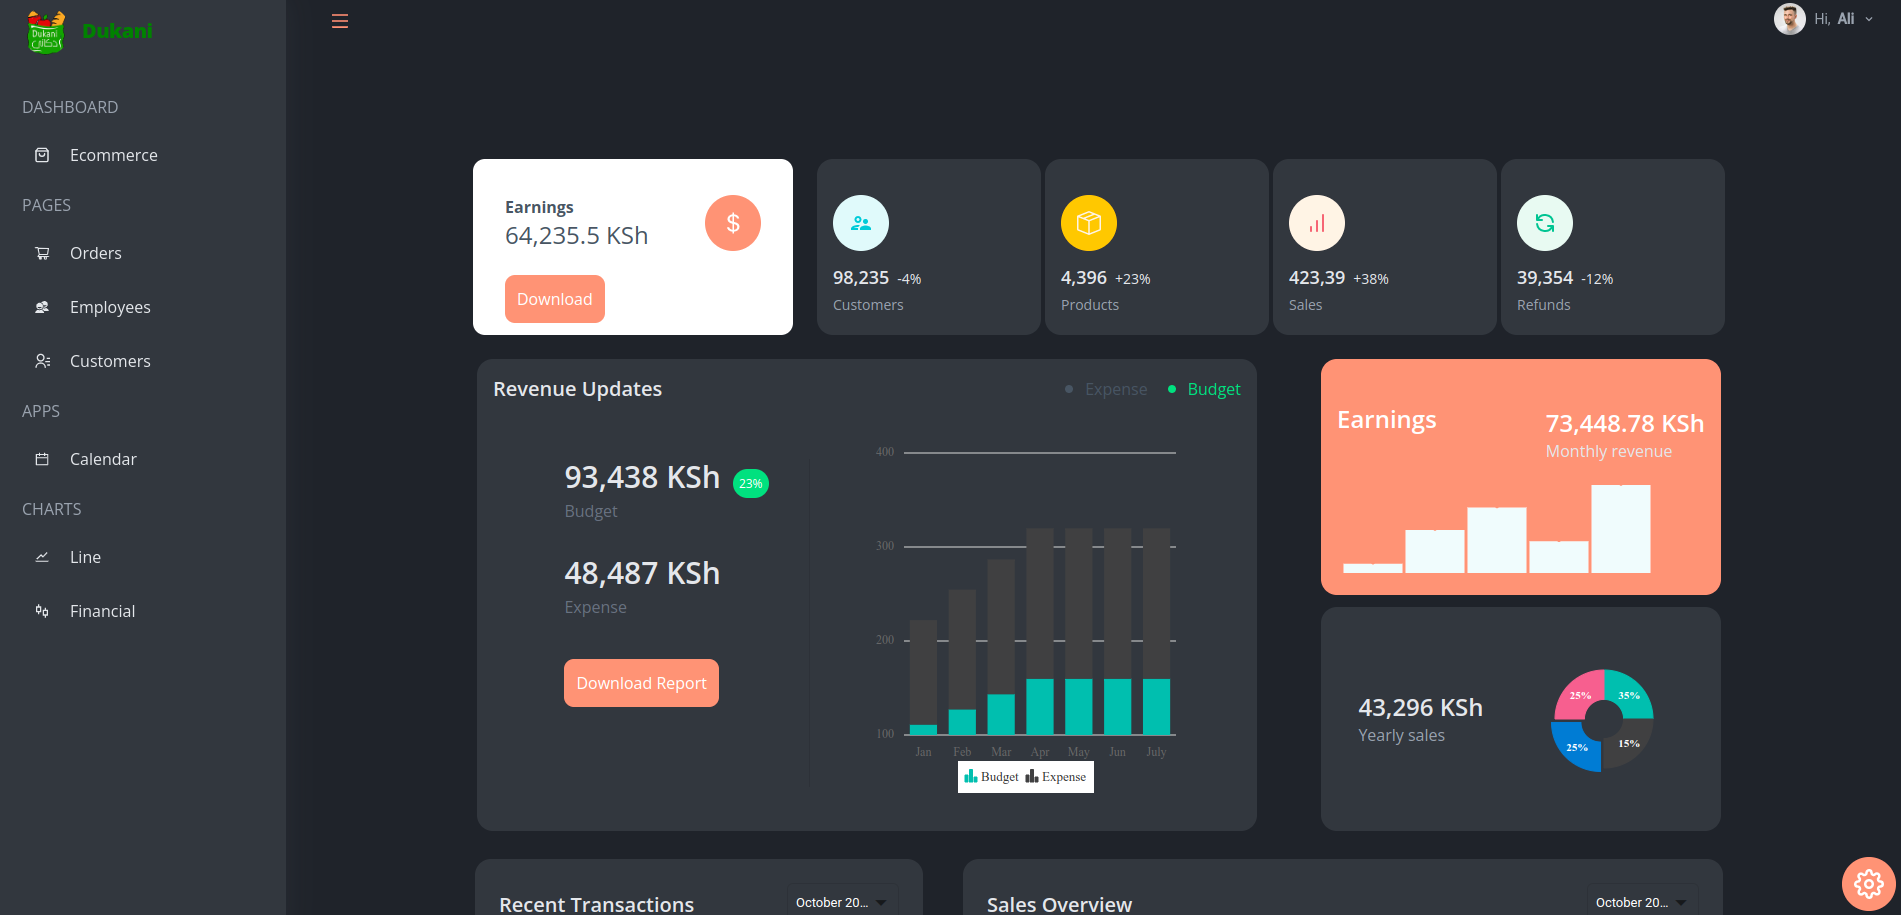 Dukani
دكاني
Dukani
Hi, Ali
DASHBOARD
Ecommerce
PAGES
Orders
Employees
Customers
APPS
Calendar
CHARTS
Line
Financial
Earnings
64,235.5 KSh
$
Download
98,235 -4%
Customers
4,396 +23%
Products
423,39 +38%
Sales
39,354 -12%
Refunds
Revenue Updates
Expense
Budget
93,438 KSh 23%
Budget
48,487 KSh
Expense
Download Report
400
300
200
100
Jan Feb Mar Apr May Jun July
Budget Expense
Earnings
73,448.78 KSh
Monthly revenue
43,296 KSh
Yearly sales
25% 35%
25% 15%
Recent Transactions
October 20...
Sales Overview
October 20...